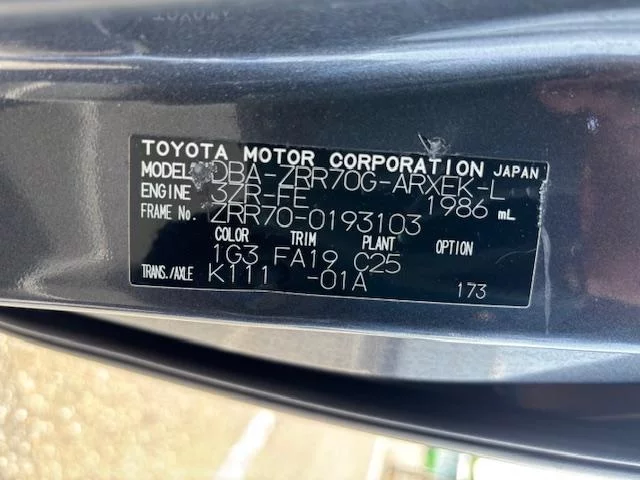 TOYOTA MOTOR CORPORATION JAPAN
MODEL DBA-ZRR70G-ARXEK-L
ENGINE 3ZR-FE 1986 mL
FRAME No. ZRR70-0193103
COLOR TRIM PLANT OPTION
1G3 FA19 C25
TRANS./AXLE K111 -01A 173